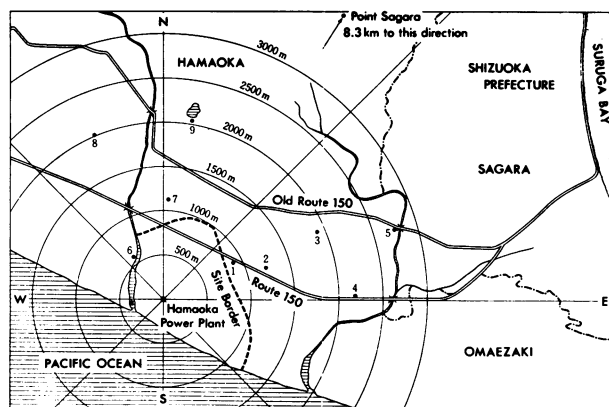 N
Point Sagara
8.3 km to this direction
3000 m
HAMAOKA
2500 m
SHIZUOKA
PREFECTURE
SURUGA BAY
2000 m
9
8
1500 m
SAGARA
7
Old Route 150
1000 m
3
5
6
500 m
1
2
Route 150
4
Site Border
W
E
Hamaoka
Power Plant
PACIFIC OCEAN
OMAEZAKI
S